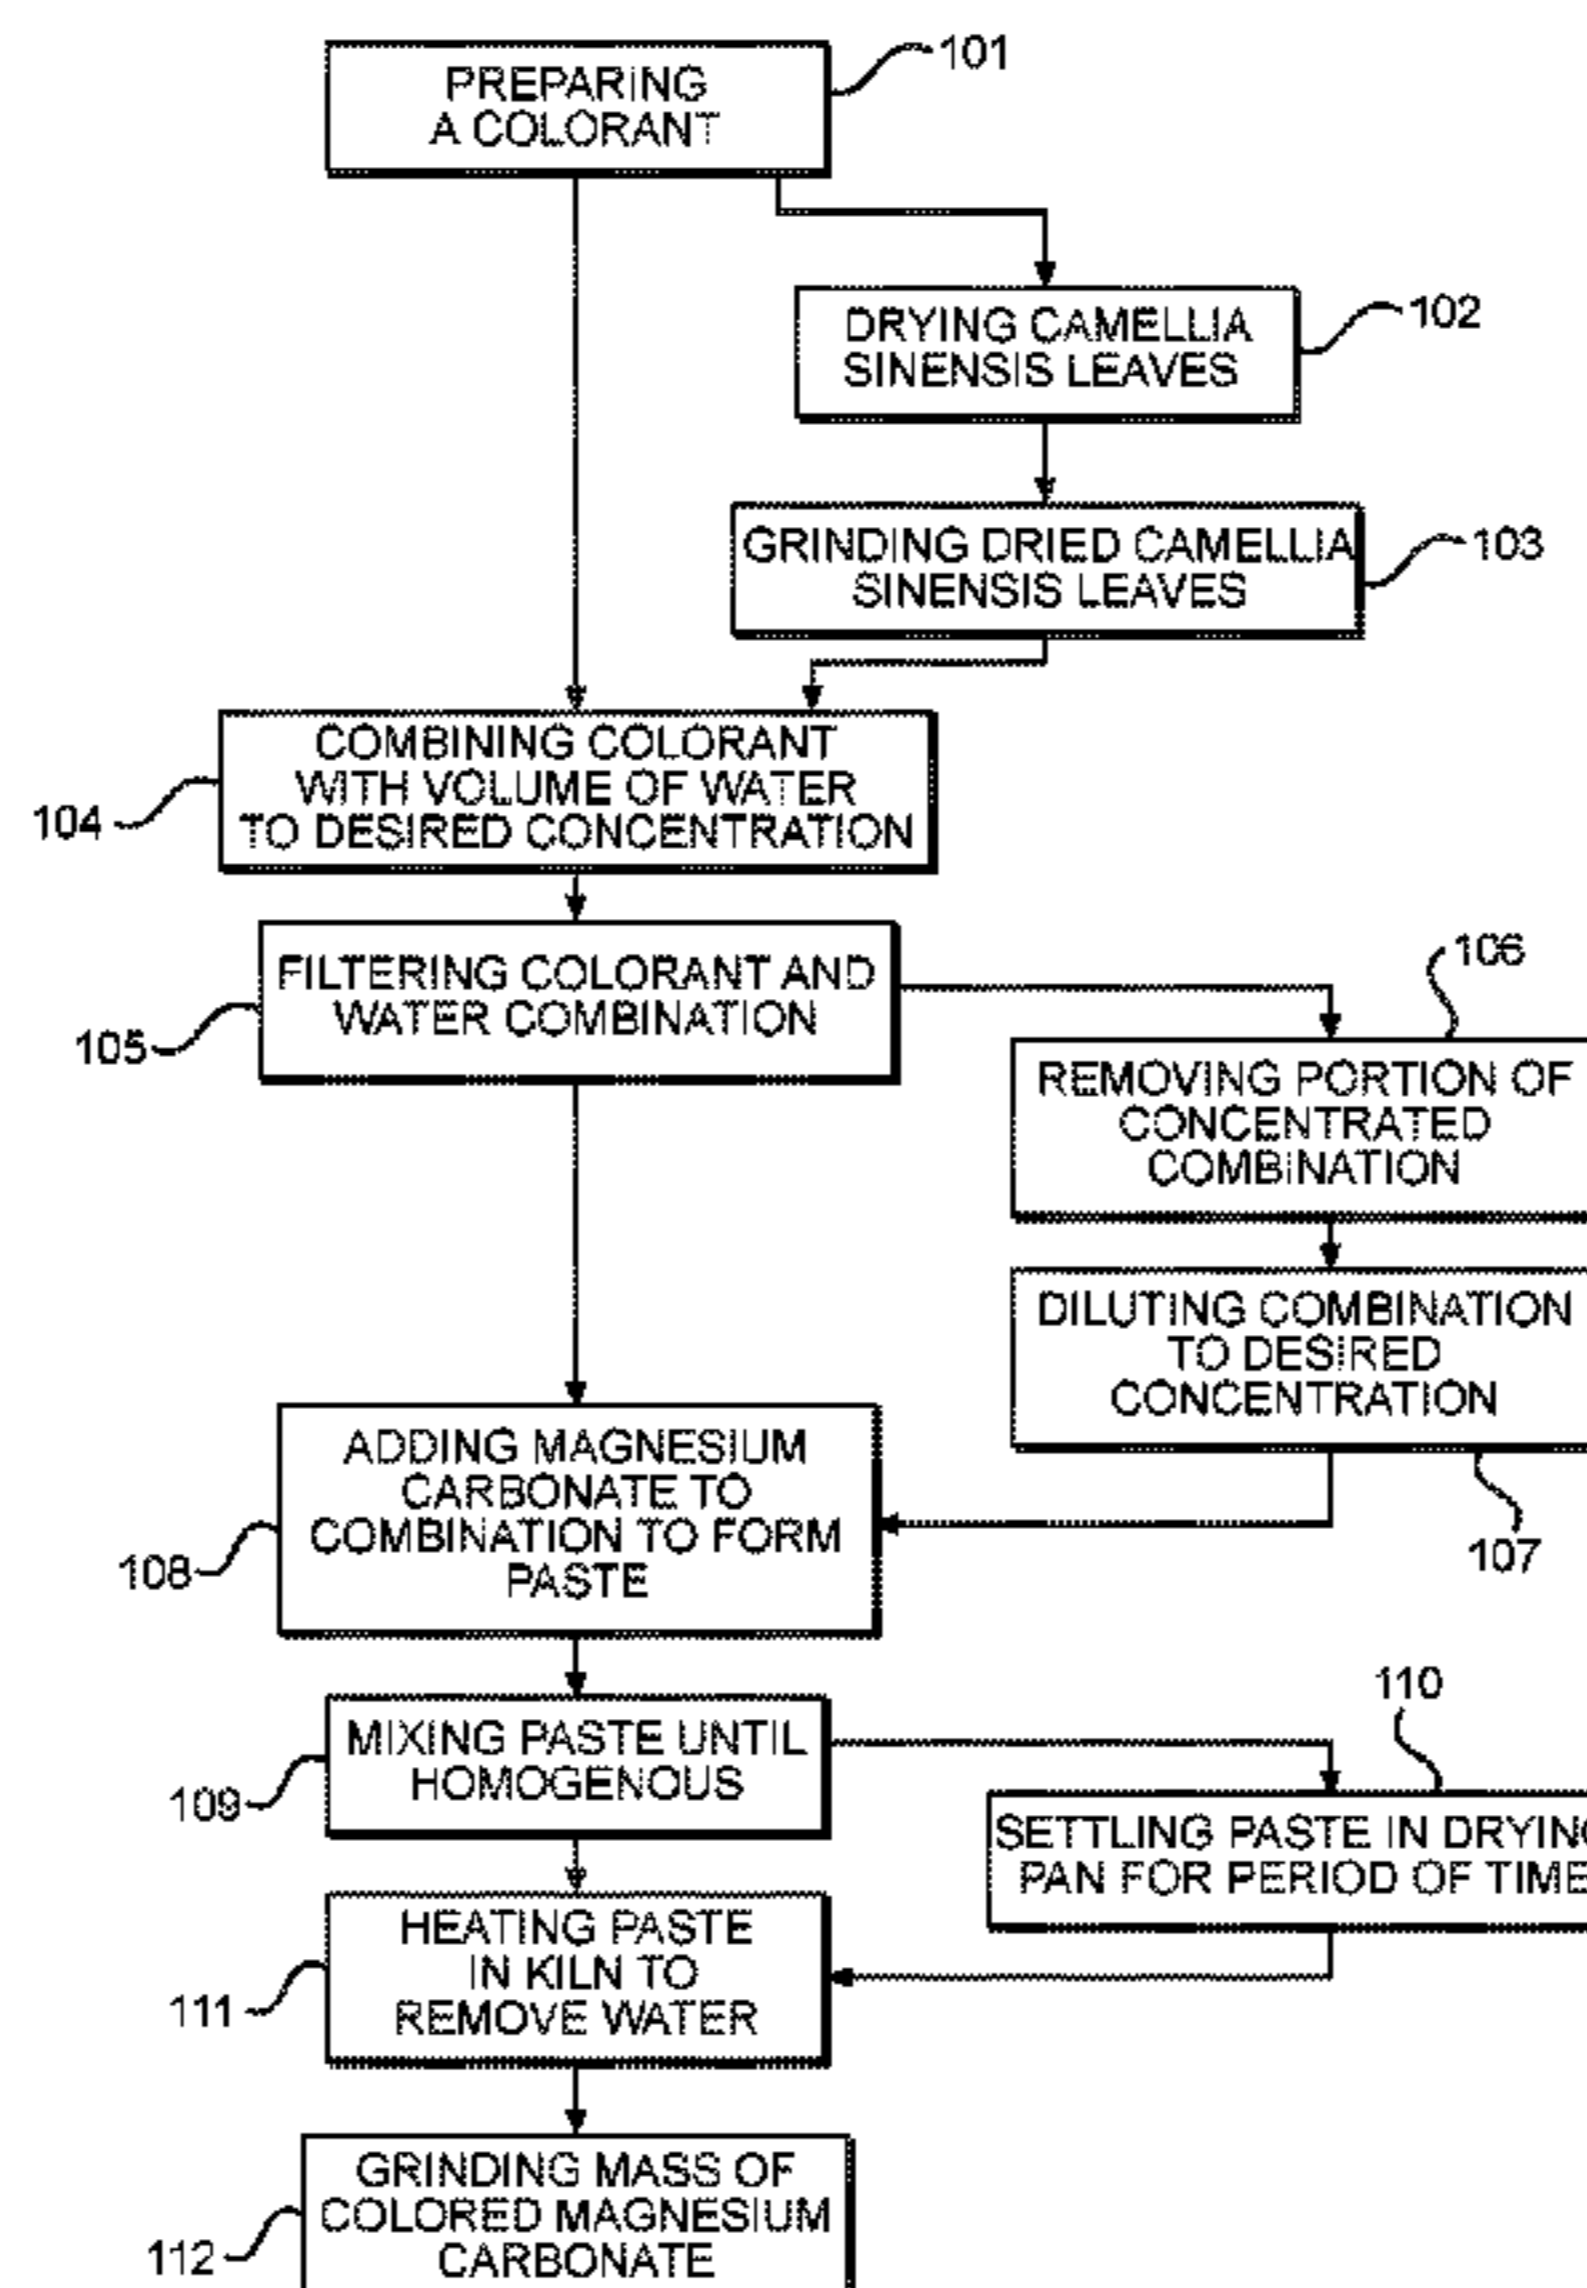 PREPARING
A COLORANT
101
DRYING CAMELLIA
SINENSIS LEAVES
102
GRINDING DRIED CAMELLIA
SINENSIS LEAVES
103
COMBINING COLORANT
WITH VOLUME OF WATER
TO DESIRED CONCENTRATION
104
FILTERING COLORANT AND
WATER COMBINATION
105
106
REMOVING PORTION OF
CONCENTRATED
COMBINATION
DILUTING COMBINATION
TO DESIRED
CONCENTRATION
107
ADDING MAGNESIUM
CARBONATE TO
COMBINATION TO FORM
PASTE
108
MIXING PASTE UNTIL
HOMOGENOUS
109
110
SETTLING PASTE IN DRYING
PAN FOR PERIOD OF TIME
HEATING PASTE
IN KILN TO
REMOVE WATER
111
GRINDING MASS OF
COLORED MAGNESIUM
CARBONATE
112